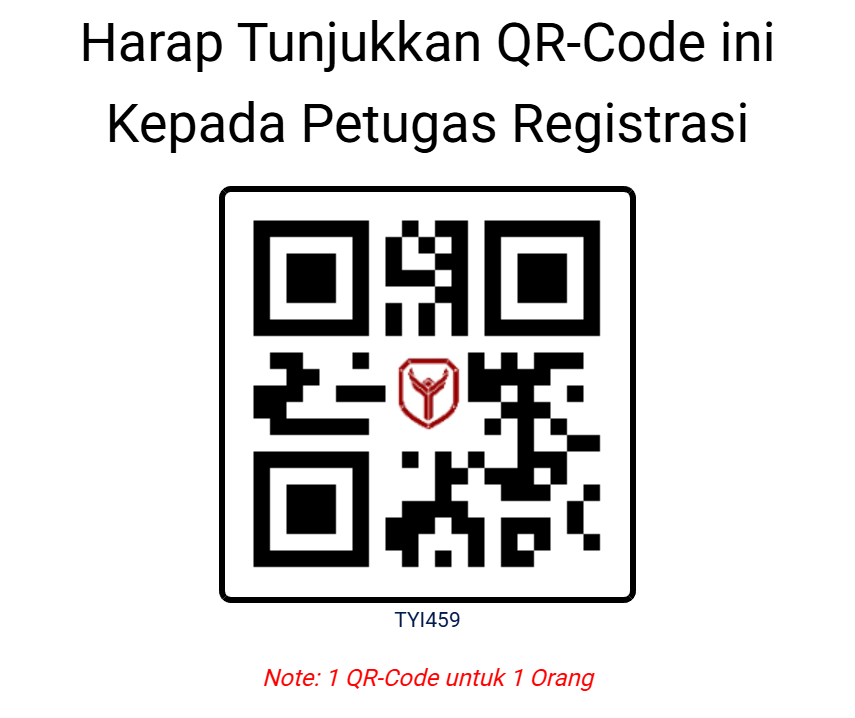 Harap Tunjukkan QR-Code ini
Kepada Petugas Registrasi
TYI459
Note: 1 QR-Code untuk 1 Orang